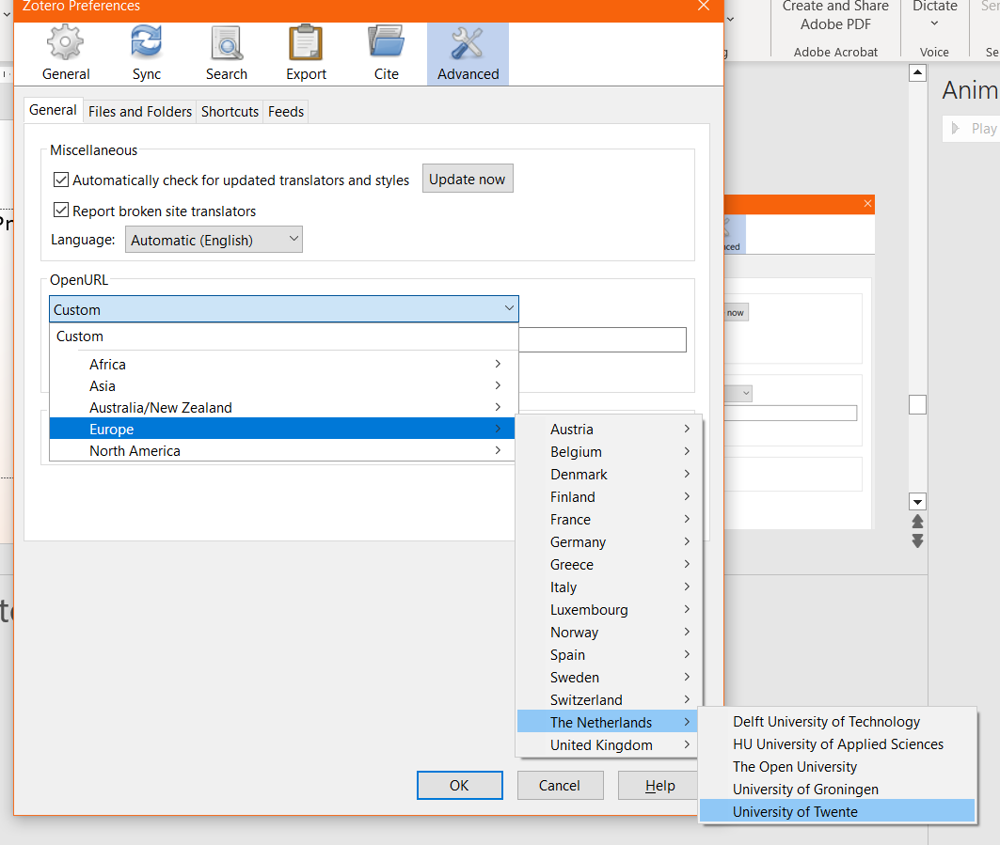 Zotero Preferences
General
Sync
Search
Export
Cite
Advanced
General
Files and Folders
Shortcuts
Feeds
Miscellaneous
Automatically check for updated translators and styles
Update now
Report broken site translators
Language:
Automatic (English)
OpenURL
Custom
Custom
Africa
Asia
Australia/New Zealand
Europe
North America
Austria
Belgium
Denmark
Finland
France
Germany
Greece
Italy
Luxembourg
Norway
Spain
Sweden
Switzerland
The Netherlands
United Kingdom
Delft University of Technology
HU University of Applied Sciences
The Open University
University of Groningen
University of Twente
OK
Cancel
Help
Create and Share
Adobe PDF
Adobe Acrobat
Dictate
Voice
Se
Se
Anim
Play
now
ced
g
Pr